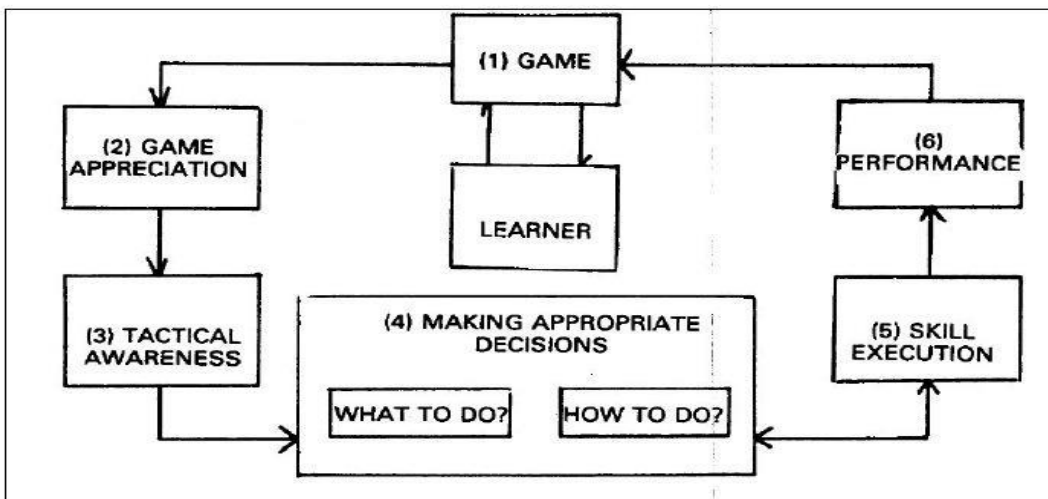 (1) GAME
(2) GAME
APPRECIATION
(3) TACTICAL
AWARENESS
(4) MAKING APPROPRIATE
DECISIONS
WHAT TO DO?
HOW TO DO?
(5) SKILL
EXECUTION
(6)
PERFORMANCE
LEARNER